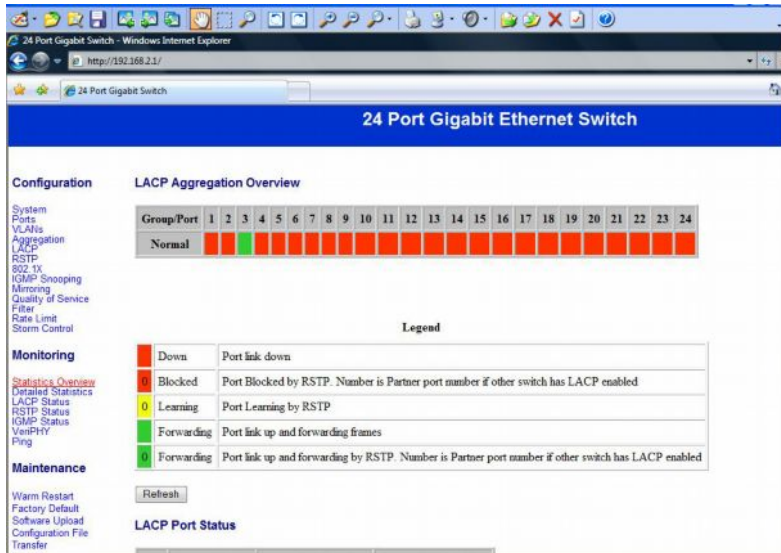 24 Port Gigabit Switch - Windows Internet Explorer
http://192.168.2.1/
24 Port Gigabit Switch
24 Port Gigabit Ethernet Switch
Configuration
System
Ports
VLANs
Aggregation
LACP
RSTP
802.1X
IGMP Snooping
Mirroring
Quality of Service
Filter
Rate Limit
Storm Control
Monitoring
Statistics Overview
Detailed Statistics
LACP Status
RSTP Status
IGMP Status
VeriPHY
Ping
Maintenance
Warm Restart
Factory Default
Software Upload
Configuration File
Transfer
LACP Aggregation Overview
Group/Port 1 2 3 4 5 6 7 8 9 10 11 12 13 14 15 16 17 18 19 20 21 22 23 24
Normal
Legend
Down Port link down
0 Blocked Port Blocked by RSTP. Number is Partner port number if other switch has LACP enabled
0 Learning Port Learning by RSTP
Forwarding Port link up and forwarding frames
0 Forwarding Port link up and forwarding by RSTP. Number is Partner port number if other switch has LACP enabled
Refresh
LACP Port Status